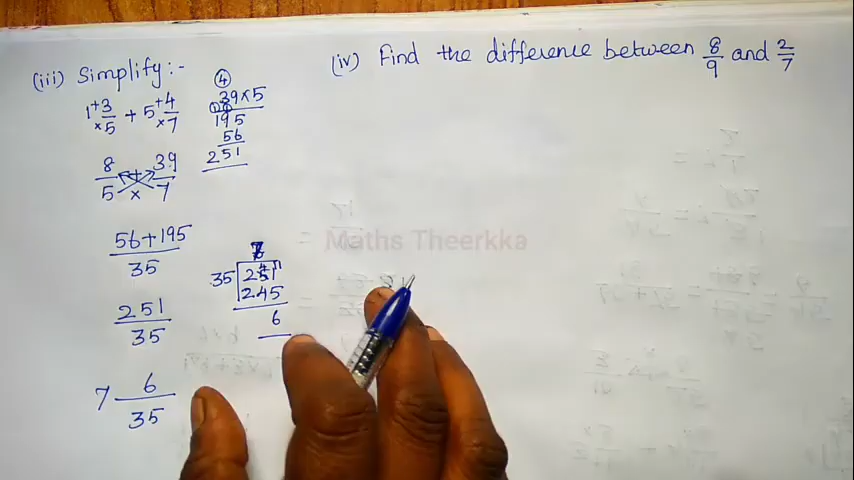 (iii) Simplify:-
1+3/×5 + 5+4/×7
8/5 + × 39/7
56+195/35
251/35
7 6/35
④
39×5
195
56
251
7
35 251
245
6
(iv) Find the difference between 8/9 and 2/7
Maths Theerkka